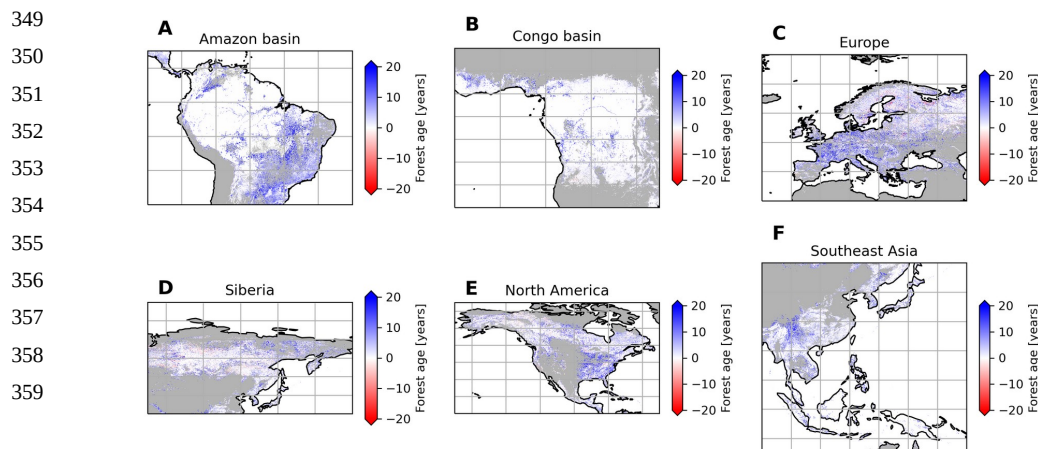 349
350
351
352
353
354
355
356
357
358
359
A
Amazon basin
20
10
0
−10
−20
Forest age [years]
B
Congo basin
20
10
0
−10
−20
Forest age [years]
C
Europe
20
10
0
−10
−20
Forest age [years]
D
Siberia
20
10
0
−10
−20
Forest age [years]
E
North America
20
10
0
−10
−20
Forest age [years]
F
Southeast Asia
20
10
0
−10
−20
Forest age [years]